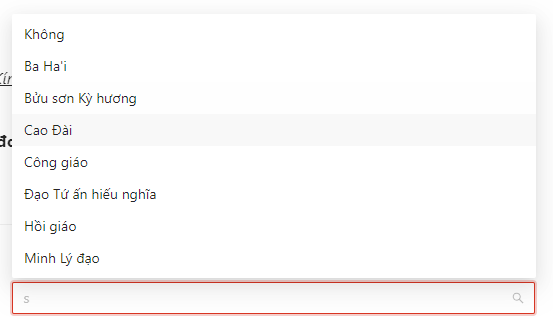 Không
Ba Ha'i
Bửu sơn Kỳ hương
Cao Đài
Công giáo
Đạo Tứ ấn hiếu nghĩa
Hồi giáo
Minh Lý đạo
s